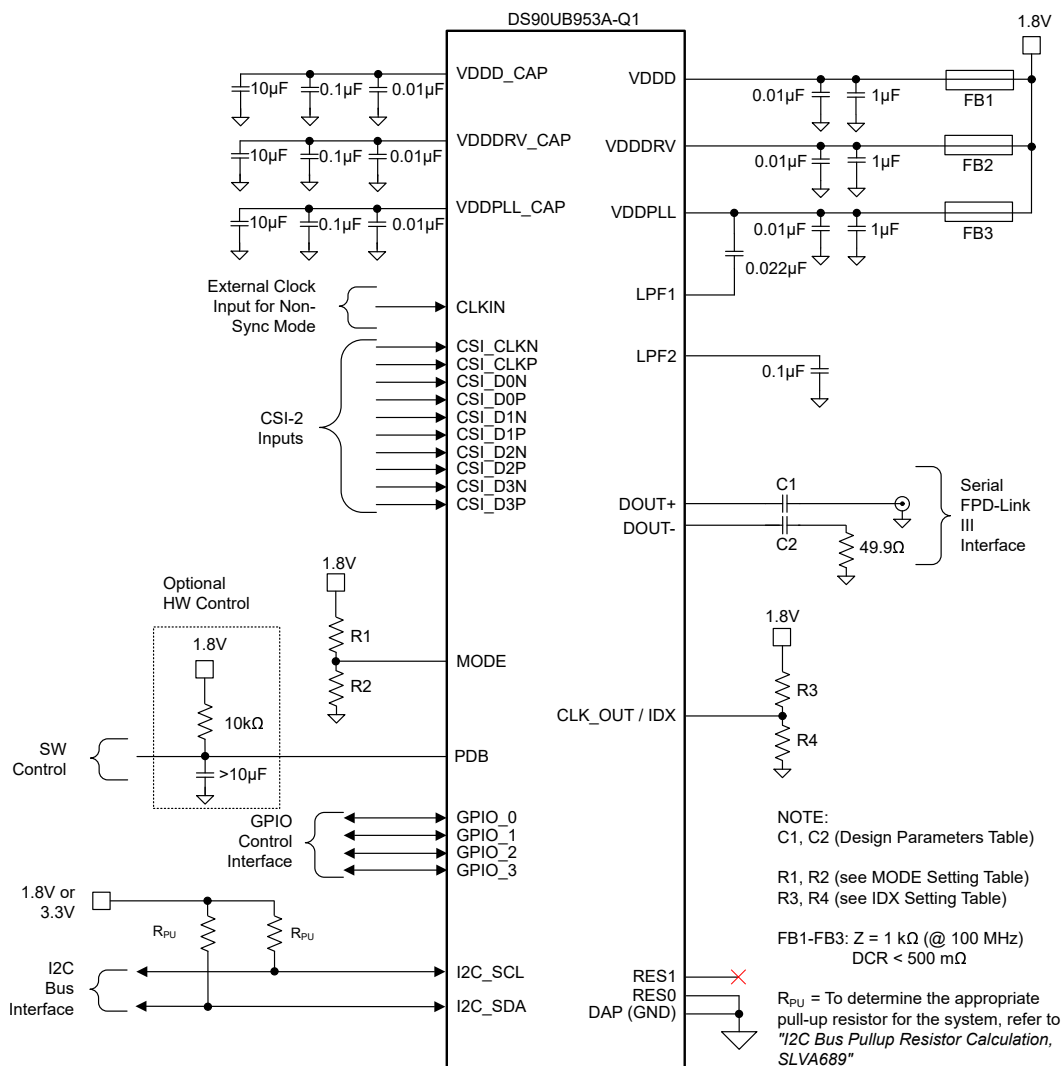 DS90UB953A-Q1
1.8V
VDDD_CAP
10µF
0.1µF
0.01µF
VDDDRV_CAP
10µF
0.1µF
0.01µF
VDDPLL_CAP
10µF
0.1µF
0.01µF
External Clock
Input for Non-
Sync Mode
CLKIN
CSI-2
Inputs
CSI_CLKN
CSI_CLKP
CSI_D0N
CSI_D0P
CSI_D1N
CSI_D1P
CSI_D2N
CSI_D2P
CSI_D3N
CSI_D3P
1.8V
R1
R2
MODE
Optional
HW Control
1.8V
10kΩ
>10µF
SW
Control
PDB
GPIO
Control
Interface
GPIO_0
GPIO_1
GPIO_2
GPIO_3
1.8V or
3.3V
RPU
RPU
I2C
Bus
Interface
I2C_SCL
I2C_SDA
VDDD
0.01µF
1µF
FB1
VDDDRV
0.01µF
1µF
FB2
VDDPLL
0.01µF
1µF
FB3
0.022µF
LPF1
LPF2
0.1µF
DOUT+
DOUT-
C1
C2
49.9Ω
Serial
FPD-Link
III
Interface
1.8V
R3
R4
CLK_OUT / IDX
RES1
RES0
DAP (GND)
NOTE:
C1, C2 (Design Parameters Table)
R1, R2 (see MODE Setting Table)
R3, R4 (see IDX Setting Table)
FB1-FB3: Z = 1 kΩ (@ 100 MHz)
DCR < 500 mΩ
RPU = To determine the appropriate
pull-up resistor for the system, refer to
"I2C Bus Pullup Resistor Calculation,
SLVA689"